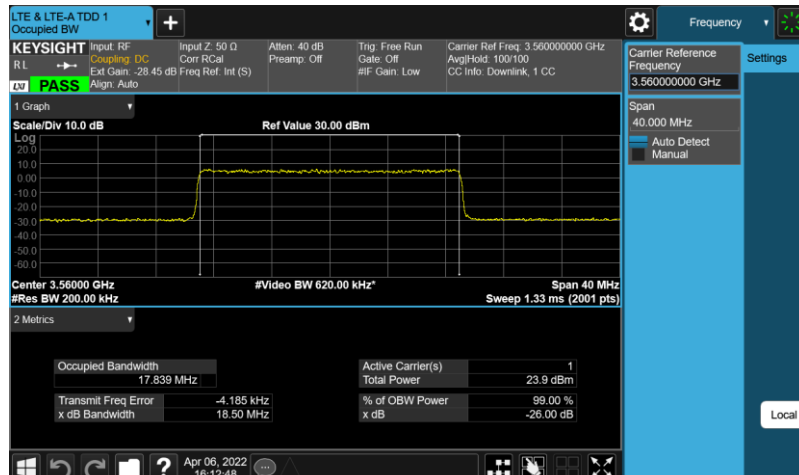 LTE & LTE-A TDD 1
Occupied BW
Frequency
KEYSIGHT
R L
LXI
PASS
Input: RF
Coupling: DC
Ext Gain: -28.45 dB
Align: Auto
Input Z: 50 Ω
Corr RCal
Freq Ref: Int (S)
Atten: 40 dB
Preamp: Off
Trig: Free Run
Gate: Off
#IF Gain: Low
Carrier Ref Freq: 3.560000000 GHz
Avg|Hold: 100/100
CC Info: Downlink, 1 CC
Carrier Reference
Frequency
3.560000000 GHz
Settings
Span
40.000 MHz
Auto Detect
Manual
1 Graph
Scale/Div 10.0 dB
Ref Value 30.00 dBm
Log
20.0
10.0
0.00
-10.0
-20.0
-30.0
-40.0
-50.0
-60.0
Center 3.56000 GHz
#Video BW 620.00 kHz*
Span 40 MHz
#Res BW 200.00 kHz
Sweep 1.33 ms (2001 pts)
2 Metrics
Occupied Bandwidth
17.839 MHz
Transmit Freq Error -4.185 kHz
x dB Bandwidth 18.50 MHz
Active Carrier(s) 1
Total Power 23.9 dBm
% of OBW Power 99.00 %
x dB -26.00 dB
Local
?
Apr 06, 2022
16:12:48